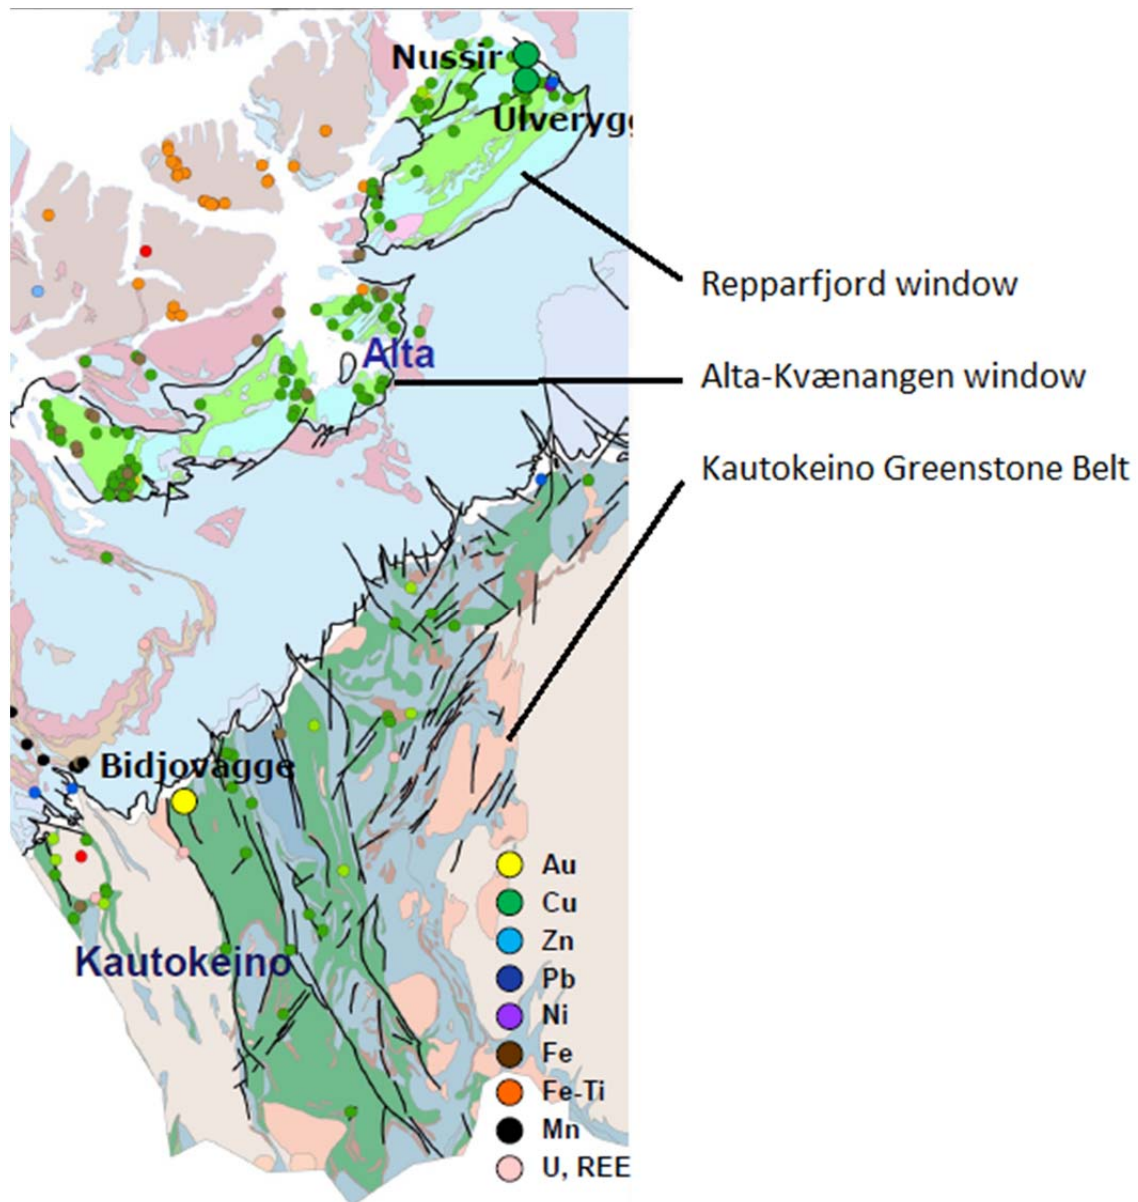 Nussir
Ulveryg
Repparfjord window
Alta
Alta-Kvænangen window
Kautokeino Greenstone Belt
Bidjovagge
Kautokeino
Au
Cu
Zn
Pb
Ni
Fe
Fe-Ti
Mn
U, REE